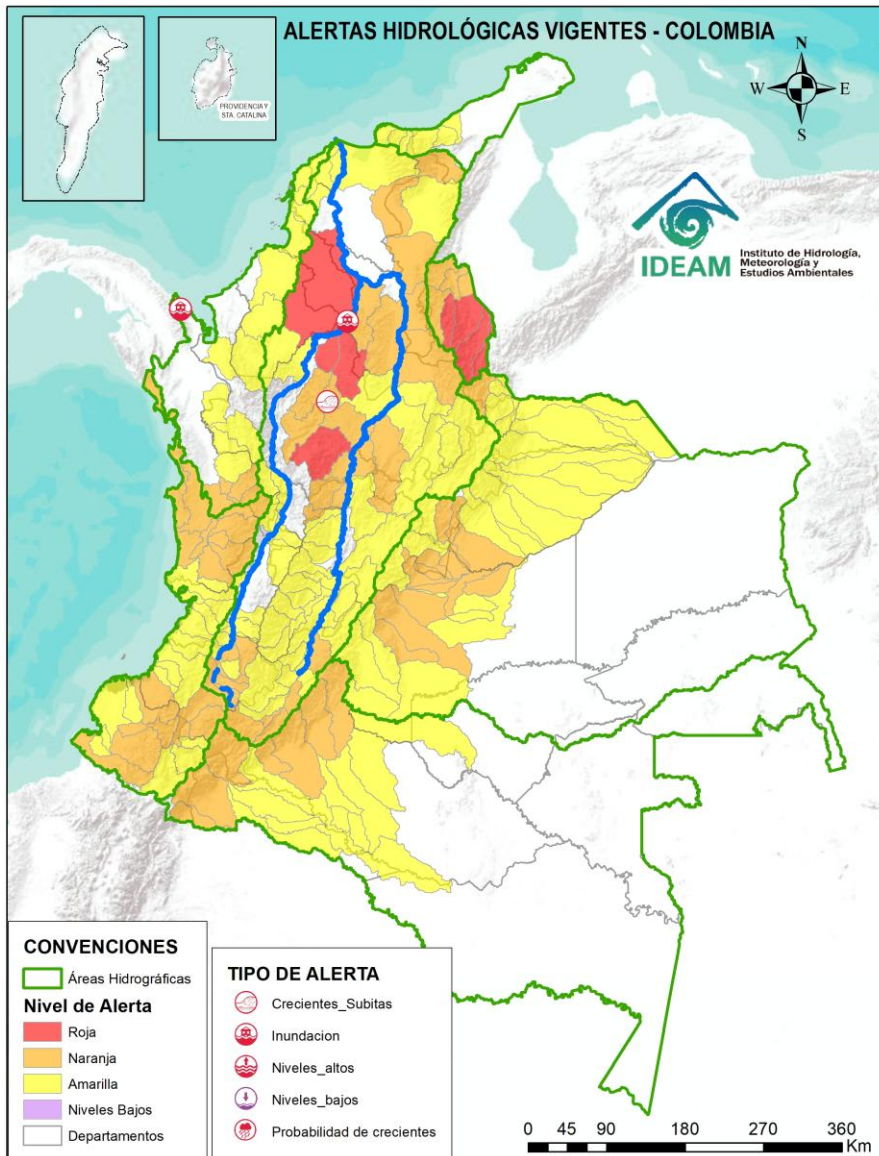 ALERTAS HIDROLÓGICAS VIGENTES - COLOMBIA
PROVIDENCIA Y
STA. CATALINA
N
W
E
S
IDEAM
Instituto de Hidrología,
Meteorología y
Estudios Ambientales
CONVENCIONES
Áreas Hidrográficas
Nivel de Alerta
Roja
Naranja
Amarilla
Niveles Bajos
Departamentos
TIPO DE ALERTA
Crecientes_Subitas
Inundacion
Niveles_altos
Niveles_bajos
Probabilidad de crecientes
0 45 90 180 270 360
Km